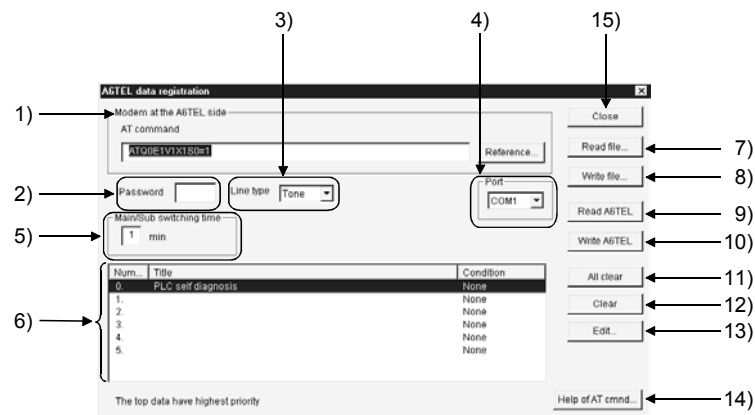 3)
4)
15)
A6TEL data registration
1)
Modem at the A6TEL side
AT command
ATQ0E1V1X1S0=1
Reference...
Close
Read file...
7)
Write file...
8)
2)
Password
Line type
Tone
Port
COM1
Read A6TEL
9)
5)
Main/Sub switching time
1 min
Write A6TEL
10)
6)
Num... Title Condition
0. PLC self diagnosis None
1. None
2. None
3. None
4. None
5. None
All clear
11)
Clear
12)
Edit...
13)
The top data have highest priority
Help of AT cmnd...
14)